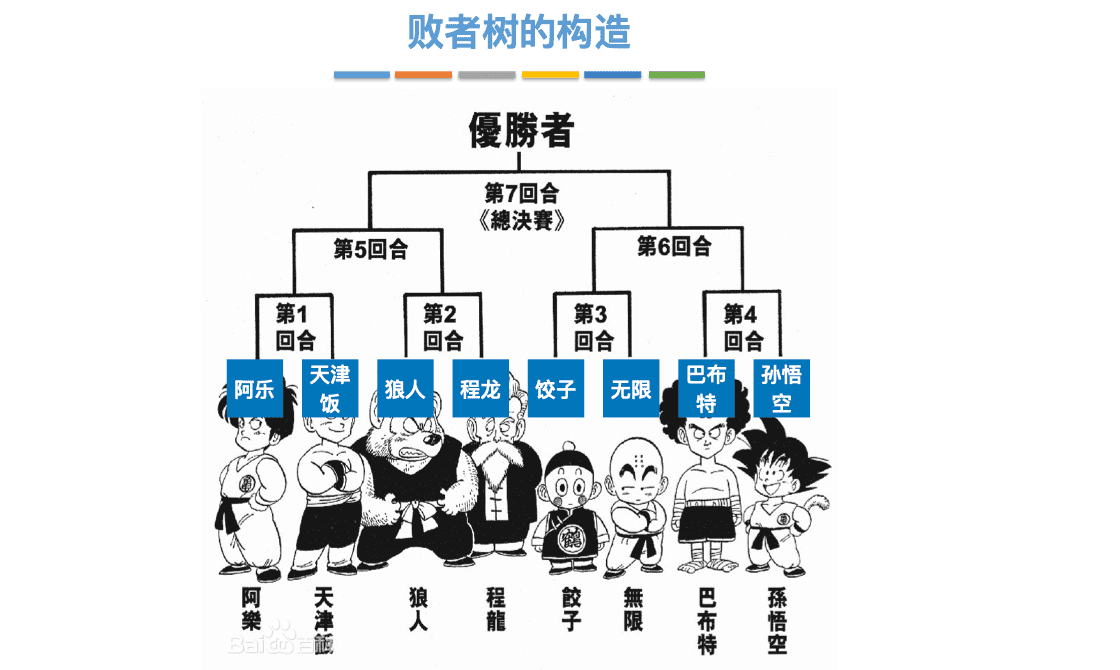 败者树的构造
優勝者
第7回合
《總決賽》
第5回合
第6回合
第1
回合
第2
回合
第3
回合
第4
回合
阿乐
天津
饭
狼人
程龙
饺子
无限
巴布
特
孙悟
空
鶴
阿樂
天津飯
狼人
程龍
餃子
無限
巴布特
孫悟空
Baidu百科